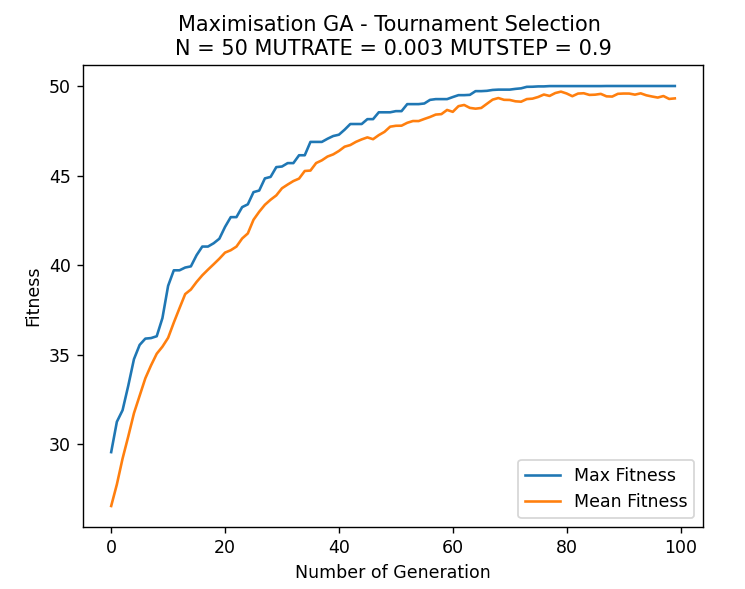 Maximisation GA - Tournament Selection
N = 50 MUTRATE = 0.003 MUTSTEP = 0.9
50
45
40
35
30
Fitness
Max Fitness
Mean Fitness
0 20 40 60 80 100
Number of Generation